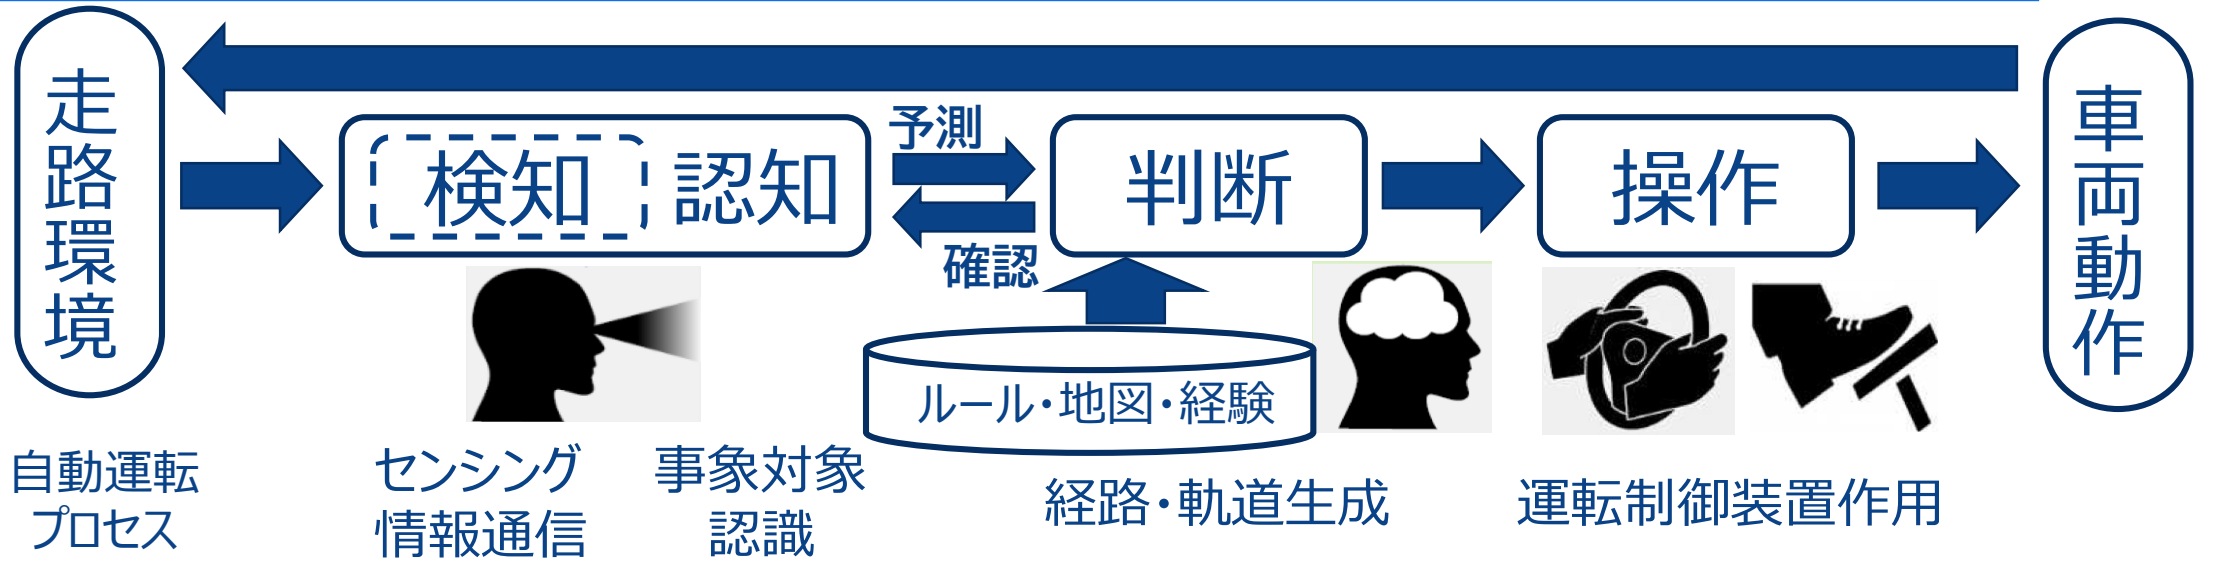 走路環境
検知
認知
予測
確認
判断
操作
車両動作
ルール・地図・経験
自動運転
プロセス
センシング
情報通信
事象対象
認識
経路・軌道生成
運転制御装置作用